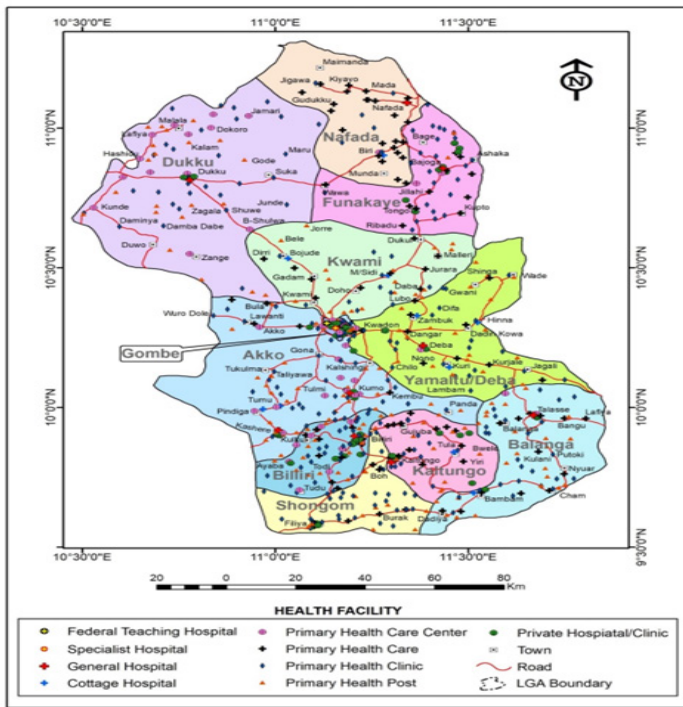 10°30'0"E 11°0'0"E 11°30'0"E
11°0'0"N 11°0'0"N
10°30'0"N 10°30'0"N
10°0'0"N 10°0'0"N
9°30'0"N
10°30'0"E 11°0'0"E 11°30'0"E
N
Maimanda
Jigawa Kiyayo Mada
Gudukku Nafada
Nafada
Malala Jamari
Lafiya Dokoro Bage
Hashidu Kalam Maru Biri Bajoga Ashaka
Dukku Gode
Dukku Suka Munda
Wawa Jillahi
Kunde Zagala Shuwe Junde Funakaye Tongo Kupto
Daminya Damba Dabe B-Shulwa Ribadu
Duwo Jorre Dukul
Zange Bele Kwami Malleri
Dirri Bojude M/Sidi Jurara Shinga Wade
Gadam Doho Daba Gwani
Kwami Lubo
Wuro Dole Bula Lawanti Difa
Akko Kwadon Zambuk Hinna
Dangar Dadin Kowa
Gombe Gona Deba
Akko Kalshingi Chilo Nono Kuri Kunjale
Tukulma Taliyawa Yamaltu/Deba Jagali
Tumu Tulmi Kumo Kembu Lambam
Pindiga Panda Talasse Lafiya
Kashere Guruba Balanga Bangu
Billiri Tula Bwele Balanga Putoki
Ayaba Todi Kaltungo Yiri Kulani Nyuar
Billiri Boh Kaltungo
Tudu Bambam Cham
Shongom
Filiya Burak Dadiya
20 10 0 20 40 60 80
Km
HEALTH FACILITY
Federal Teaching Hospital Primary Health Care Center Private Hospiatal/Clinic
Specialist Hospital Primary Health Care Town
General Hospital Primary Health Clinic Road
Cottage Hospital Primary Health Post LGA Boundary